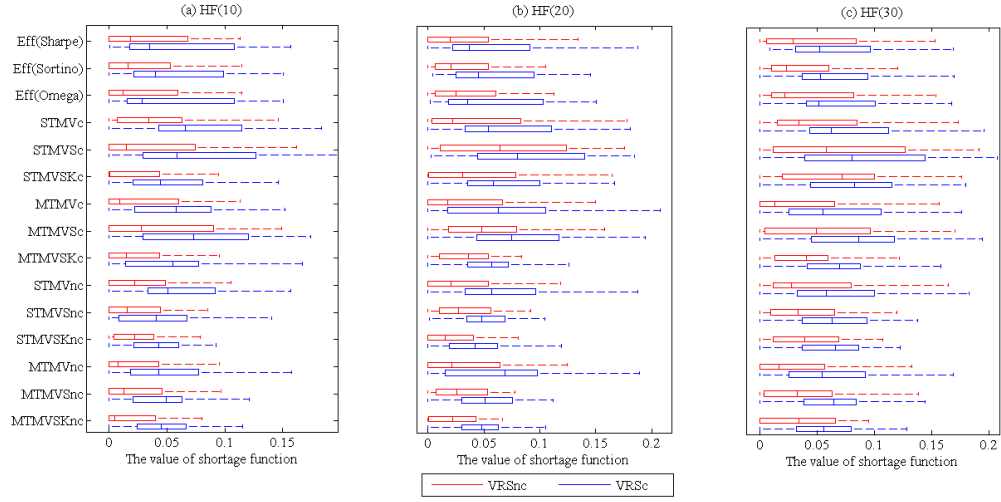 (a) HF(10)
(b) HF(20)
(c) HF(30)
Eff(Sharpe)
Eff(Sortino)
Eff(Omega)
STMVc
STMVSc
STMVSKc
MTMVc
MTMVSc
MTMVSKc
STMVnc
STMVSnc
STMVSKnc
MTMVnc
MTMVSnc
MTMVSKnc
0 0.05 0.1 0.15
0 0.05 0.1 0.15 0.2
0 0.05 0.1 0.15 0.2
The value of shortage function
The value of shortage function
The value of shortage function
VRSnc VRSc